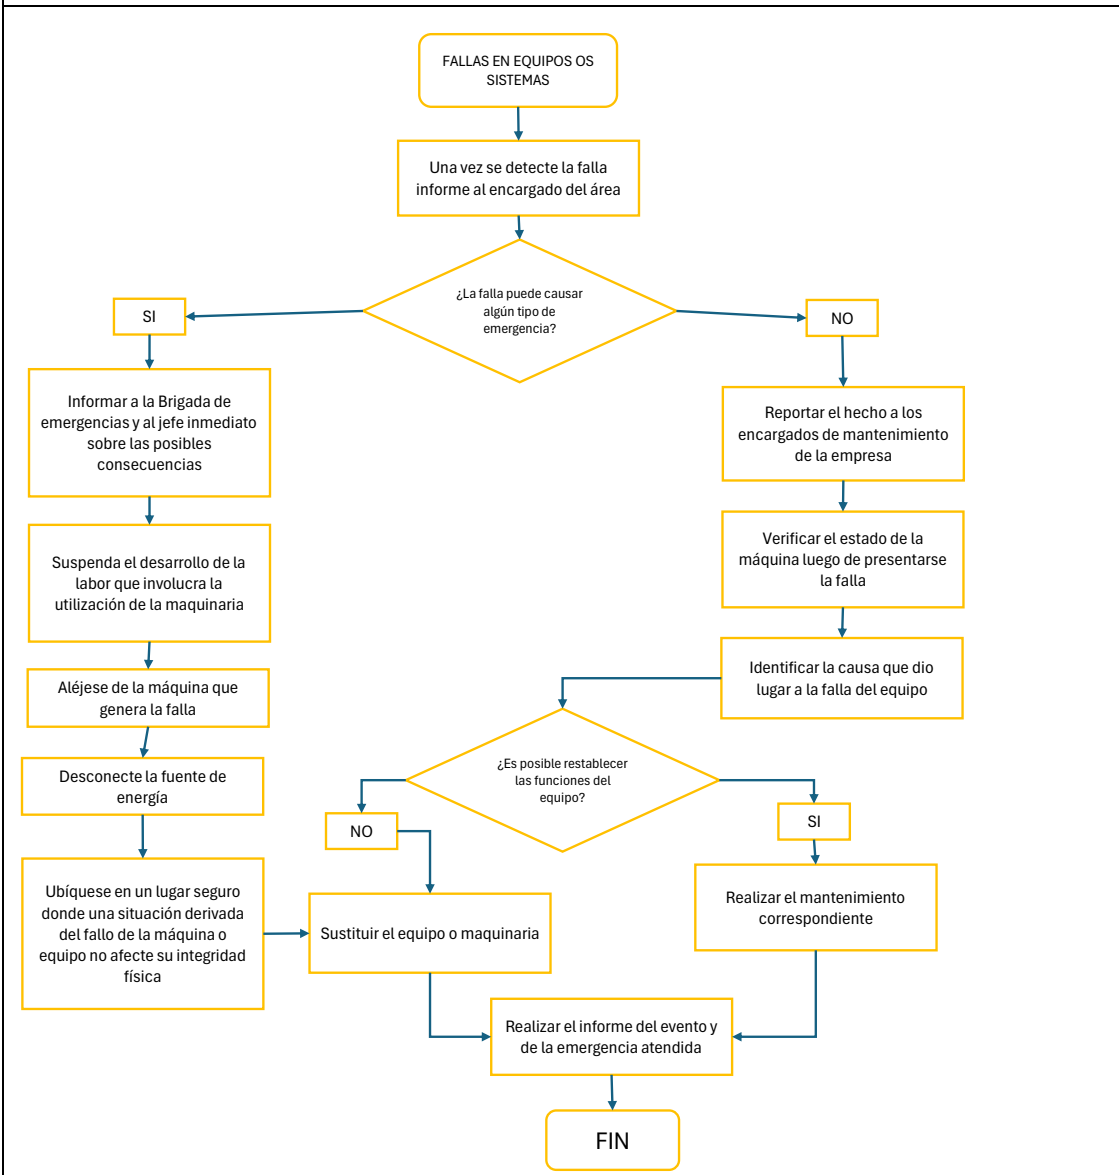 FALLAS EN EQUIPOS OS
SISTEMAS
Una vez se detecte la falla
informe al encargado del área
¿La falla puede causar
algún tipo de
emergencia?
SI
NO
Informar a la Brigada de
emergencias y al jefe inmediato
sobre las posibles
consecuencias
Suspenda el desarrollo de la
labor que involucra la
utilización de la maquinaria
Aléjese de la máquina que
genera la falla
Desconecte la fuente de
energía
Ubíquese en un lugar seguro
donde una situación derivada
del fallo de la máquina o
equipo no afecte su integridad
física
Reportar el hecho a los
encargados de mantenimiento
de la empresa
Verificar el estado de la
máquina luego de presentarse
la falla
Identificar la causa que dio
lugar a la falla del equipo
¿Es posible restablecer
las funciones del
equipo?
NO
SI
Sustituir el equipo o maquinaria
Realizar el mantenimiento
correspondiente
Realizar el informe del evento y
de la emergencia atendida
FIN